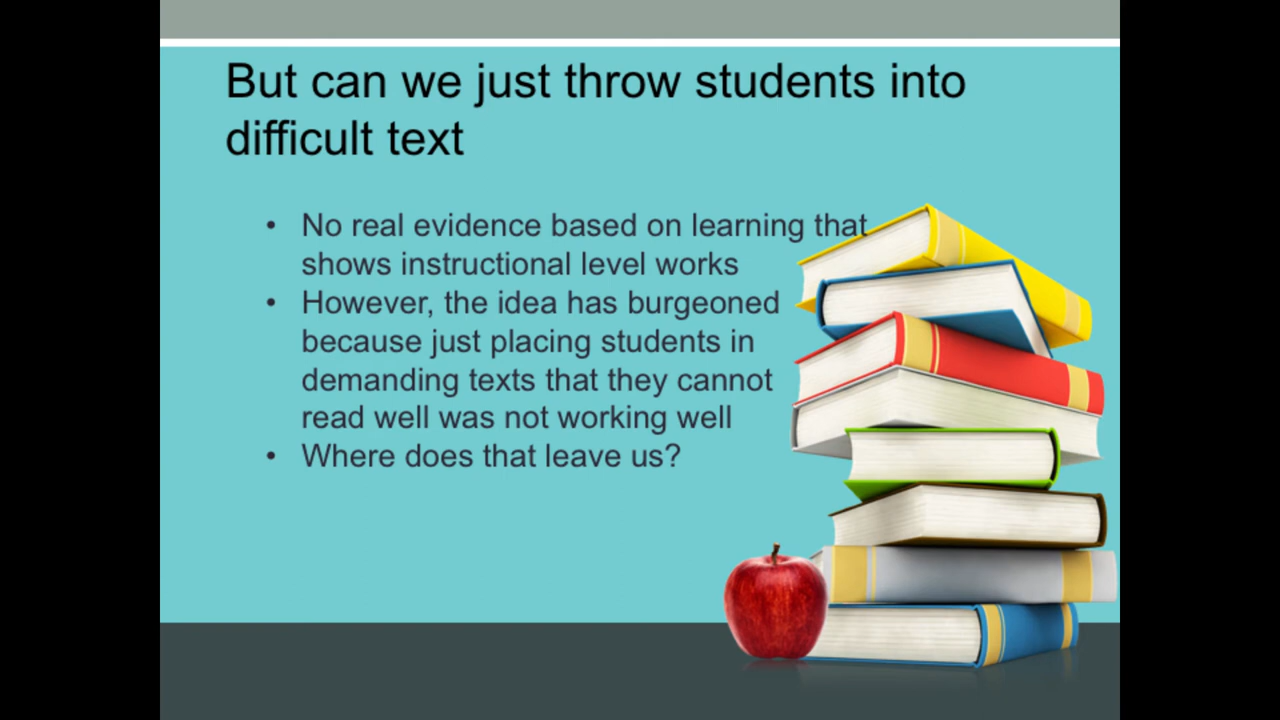 But can we just throw students into
difficult text
• No real evidence based on learning that
shows instructional level works
• However, the idea has burgeoned
because just placing students in
demanding texts that they cannot
read well was not working well
• Where does that leave us?